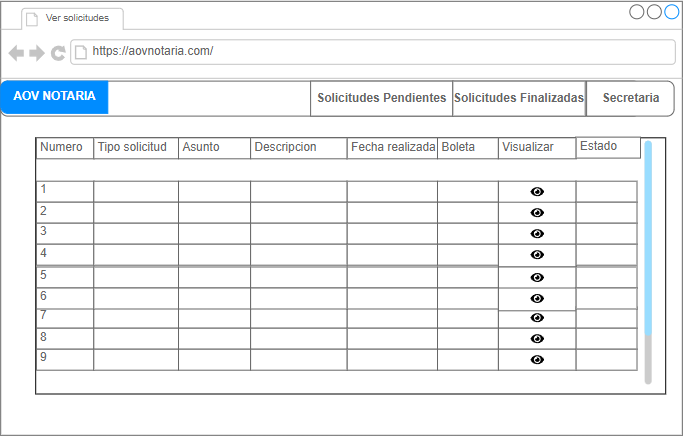 Ver solicitudes
https://aovnotaria.com/
AOV NOTARIA Solicitudes Pendientes Solicitudes Finalizadas Secretaria
Numero Tipo solicitud Asunto Descripcion Fecha realizada Boleta Visualizar Estado
1
2
3
4
5
6
7
8
9